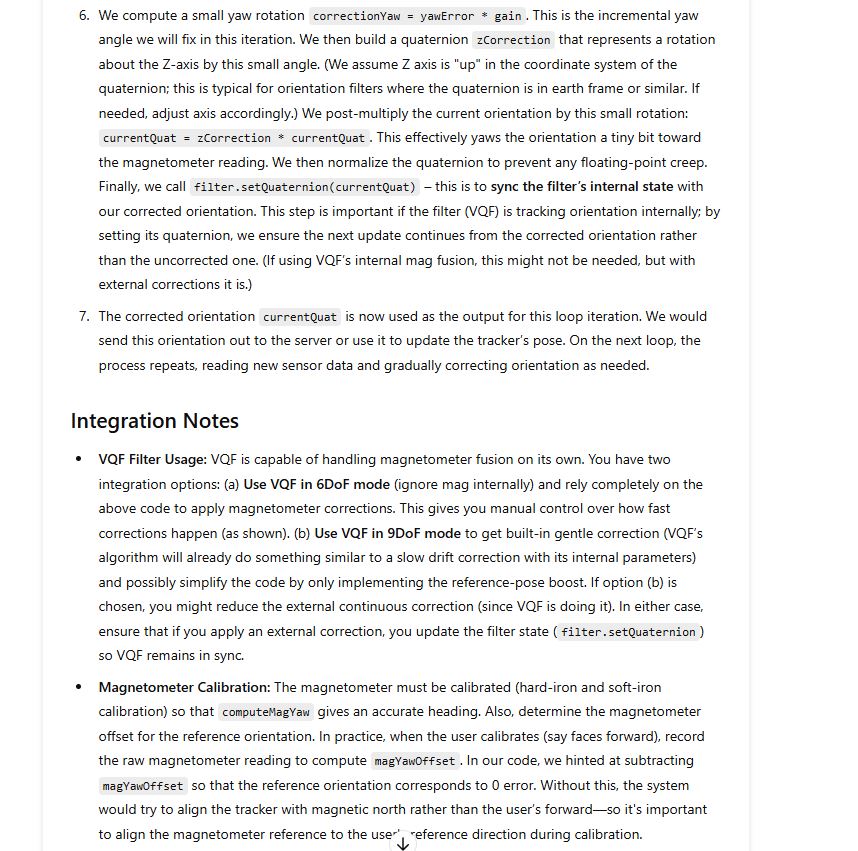 6. We compute a small yaw rotation correctionYaw = yawError * gain . This is the incremental yaw
angle we will fix in this iteration. We then build a quaternion zCorrection that represents a rotation
about the Z-axis by this small angle. (We assume Z axis is "up" in the coordinate system of the
quaternion; this is typical for orientation filters where the quaternion is in earth frame or similar. If
needed, adjust axis accordingly.) We post-multiply the current orientation by this small rotation:
currentQuat = zCorrection * currentQuat . This effectively yaws the orientation a tiny bit toward
the magnetometer reading. We then normalize the quaternion to prevent any floating-point creep.
Finally, we call filter.setQuaternion(currentQuat) – this is to sync the filter's internal state with
our corrected orientation. This step is important if the filter (VQF) is tracking orientation internally; by
setting its quaternion, we ensure the next update continues from the corrected orientation rather
than the uncorrected one. (If using VQF's internal mag fusion, this might not be needed, but with
external corrections it is.)
7. The corrected orientation currentQuat is now used as the output for this loop iteration. We would
send this orientation out to the server or use it to update the tracker's pose. On the next loop, the
process repeats, reading new sensor data and gradually correcting orientation as needed.
Integration Notes
• VQF Filter Usage: VQF is capable of handling magnetometer fusion on its own. You have two
integration options: (a) Use VQF in 6DoF mode (ignore mag internally) and rely completely on the
above code to apply magnetometer corrections. This gives you manual control over how fast
corrections happen (as shown). (b) Use VQF in 9DoF mode to get built-in gentle correction (VQF's
algorithm will already do something similar to a slow drift correction with its internal parameters)
and possibly simplify the code by only implementing the reference-pose boost. If option (b) is
chosen, you might reduce the external continuous correction (since VQF is doing it). In either case,
ensure that if you apply an external correction, you update the filter state ( filter.setQuaternion )
so VQF remains in sync.
• Magnetometer Calibration: The magnetometer must be calibrated (hard-iron and soft-iron
calibration) so that computeMagYaw gives an accurate heading. Also, determine the magnetometer
offset for the reference orientation. In practice, when the user calibrates (say faces forward), record
the raw magnetometer reading to compute magYawOffset . In our code, we hinted at subtracting
magYawOffset so that the reference orientation corresponds to 0 error. Without this, the system
would try to align the tracker with magnetic north rather than the user's forward—so it's important
to align the magnetometer reference to the user's reference direction during calibration.